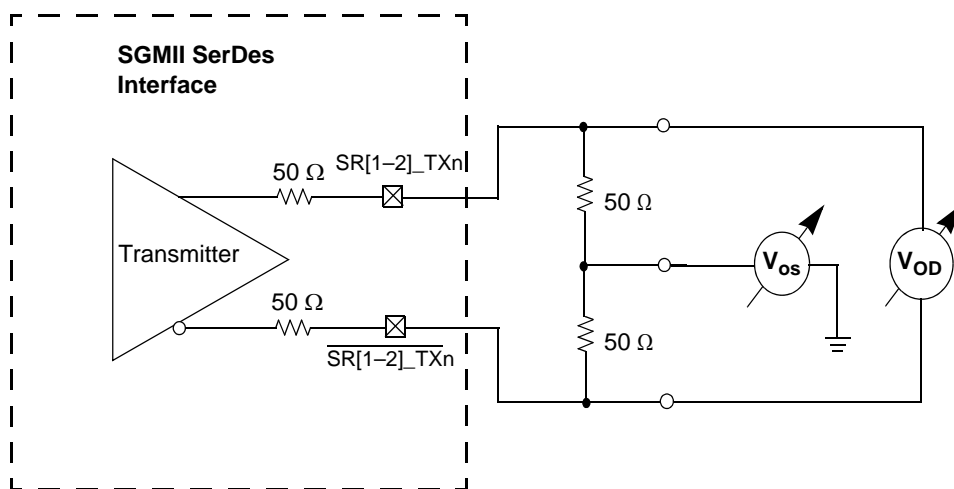 SGMII SerDes
Interface
50 Ω
SR[1–2]_TXn
50 Ω
Transmitter
Vos
VOD
50 Ω
50 Ω
SR[1–2]_TXn